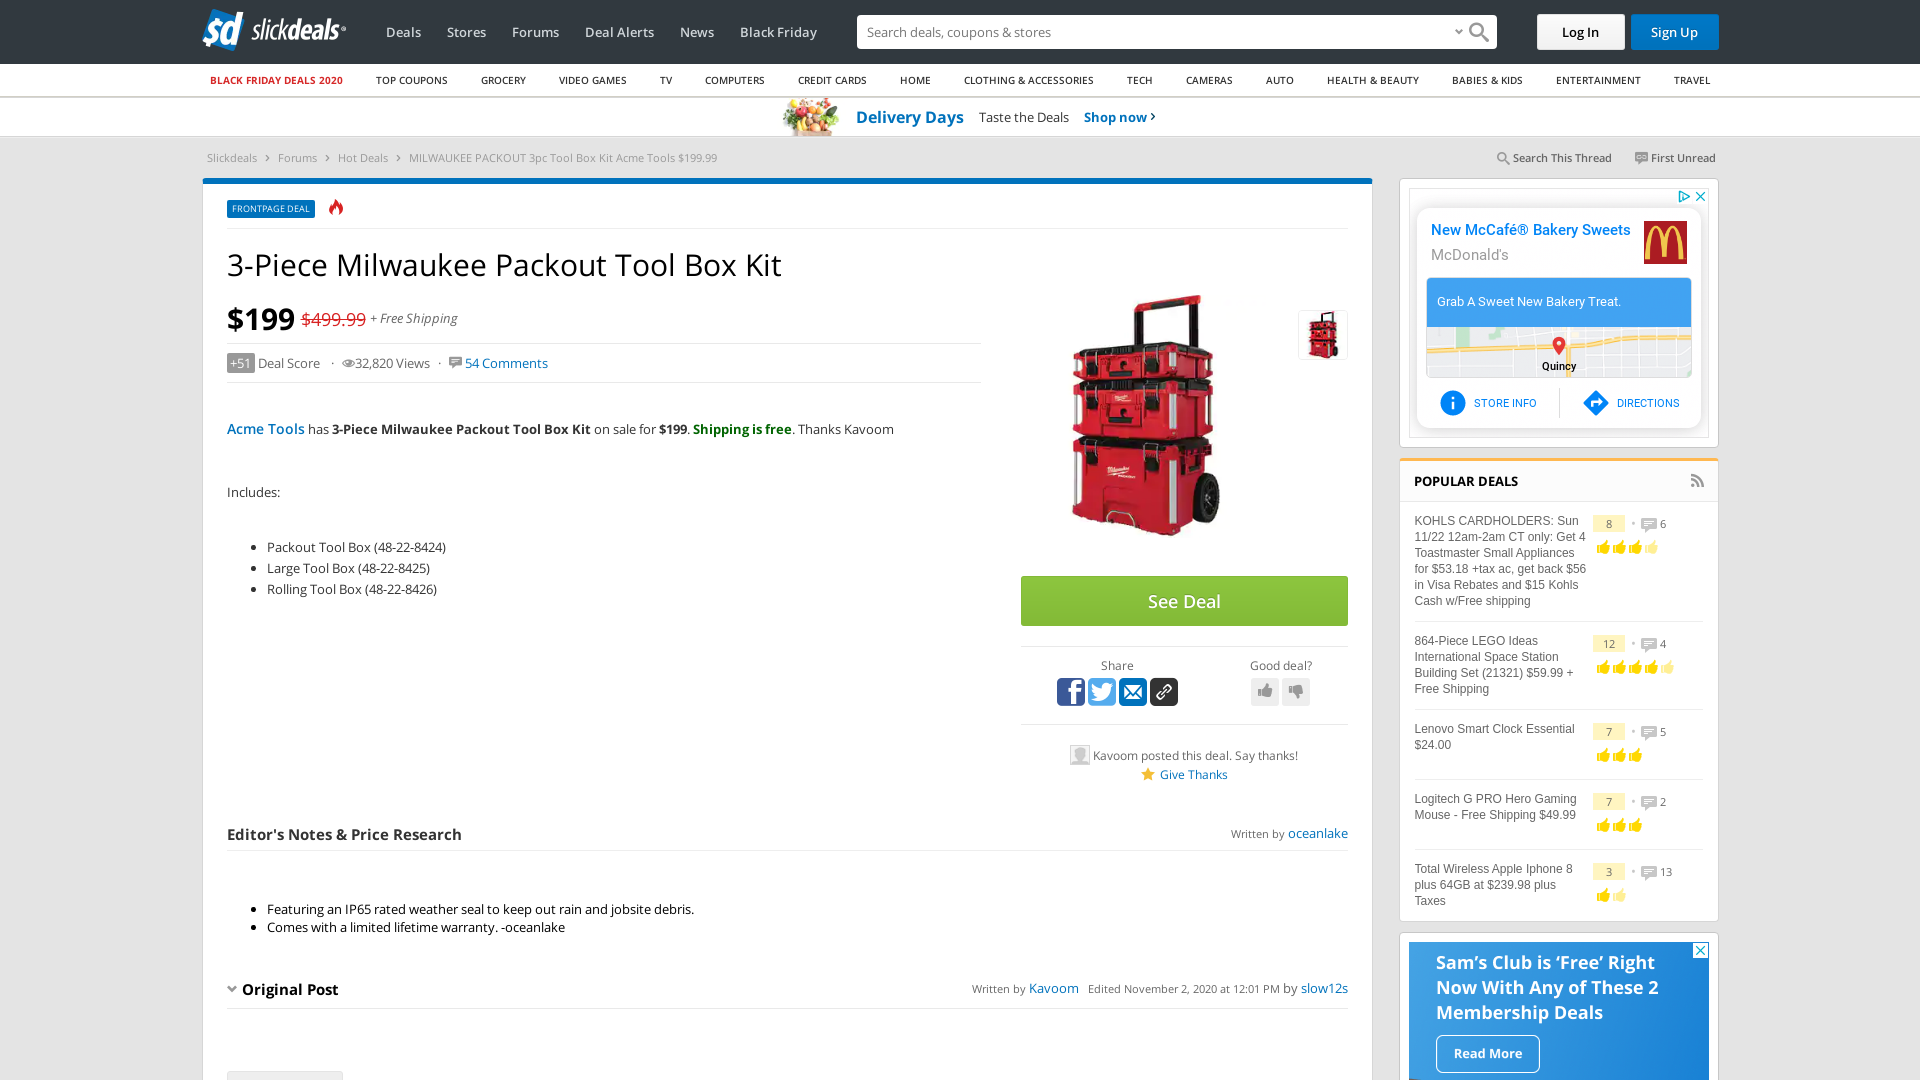 sd slickdeals
Deals
Stores
Forums
Deal Alerts
News
Black Friday
Search deals, coupons & shopping
Log In
Sign Up
BLACK FRIDAY DEALS 2020
TOP COUPONS
GROCERY
VIDEO GAMES
TV
COMPUTERS
CREDIT CARDS
HOME
CLOTHING & ACCESSORIES
TECH
CAMERAS
AUTO
HEALTH & BEAUTY
BABIES & KIDS
ENTERTAINMENT
TRAVEL
Delivery Days Taste the Deals Shop now
Slickdeals > Forums > Hot Deals > MILWAUKEE PACKOUT 3pc Tool Box Kit Acme Tools $199.99
Search This Thread
First Unread
FRONTPAGE DEAL
3-Piece Milwaukee Packout Tool Box Kit
$199 $499.99 + Free Shipping
+51 Deal Score · 32,820 Views · 54 Comments
Acme Tools has 3-Piece Milwaukee Packout Tool Box Kit on sale for $199. Shipping is free. Thanks Kavoom
Includes:
• Packout Tool Box (48-22-8424)
• Large Tool Box (48-22-8425)
• Rolling Tool Box (48-22-8426)
See Deal
Share
Good deal?
Kavoom posted this deal. Say thanks!
Give Thanks
Editor's Notes & Price Research
Written by oceanlake
• Featuring an IP65 rated weather seal to keep out rain and jobsite debris.
• Comes with a limited lifetime warranty. -oceanlake
Original Post
Written by Kavoom Edited November 2, 2020 at 12:01 PM by slow12s
New McCafé® Bakery Sweets
McDonald's
Grab A Sweet New Bakery Treat.
Quincy
STORE INFO
DIRECTIONS
POPULAR DEALS
KOHLS CARDHOLDERS: Sun
11/22 12am-2am CT only: Get 4
Toastmaster Small Appliances
for $53.18 +tax ac, get back $56
in Visa Rebates and $15 Kohls
Cash w/Free shipping
8 • 6
864-Piece LEGO Ideas
International Space Station
Building Set (21321) $59.99 +
Free Shipping
12 • 4
Lenovo Smart Clock Essential
$24.00
7 • 5
Logitech G PRO Hero Gaming
Mouse - Free Shipping $49.99
7 • 2
Total Wireless Apple Iphone 8
plus 64GB at $239.98 plus
Taxes
3 • 13
Sam's Club is ‘Free’ Right
Now With Any of These 2
Membership Deals
Read More